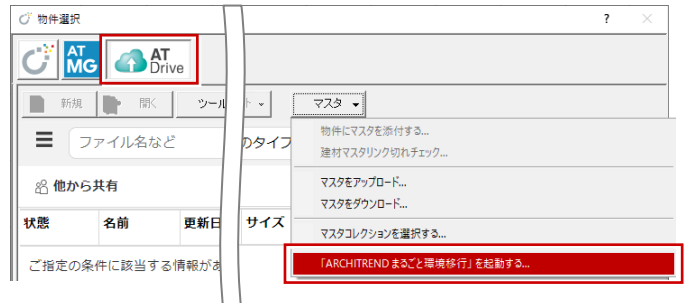 物件選択 ?
AT MG AT Drive
新規 開く ツール ト マスタ
ファイル名など のタイプ
物件にマスタを添付する...
建材マスタリンク切れチェック...
他から共有
マスタをアップロード...
マスタをダウンロード...
状態 名前 更新日 サイズ
マスタコレクションを選択する...
ご指定の条件に該当する情報があ
「ARCHITREND まるごと環境移行」を起動する...